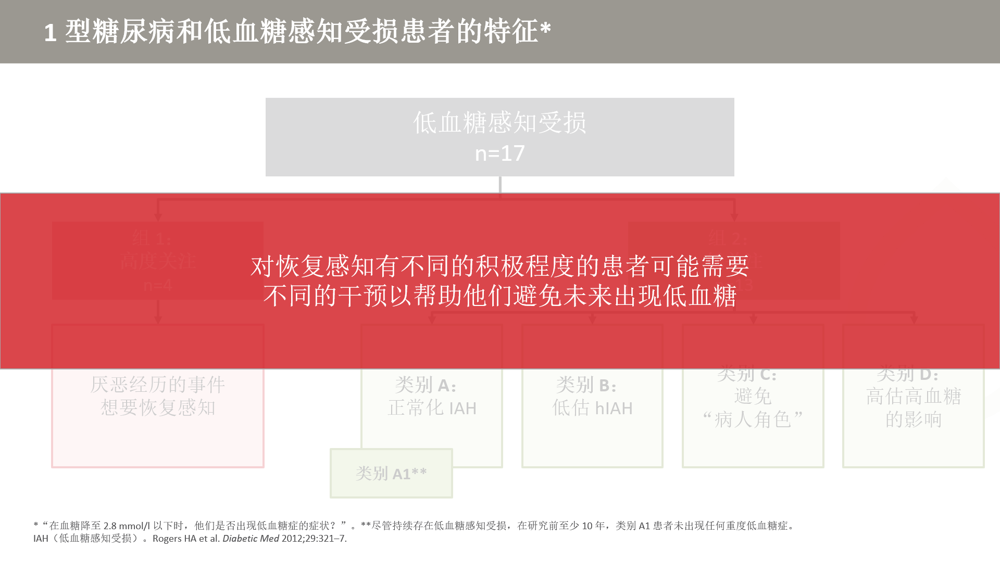 1 型糖尿病和低血糖感知受损患者的特征*
低血糖感知受损
n=17
组 1：
高度关注
n=4
组 2：
注
13
对恢复感知有不同的积极程度的患者可能需要
不同的干预以帮助他们避免未来出现低血糖
厌恶经历的事件
想要恢复感知
类别 A：
正常化 IAH
类别 A1**
类别 B：
低估 hIAH
类别 C：
避免
“病人角色”
类别 D：
高估高血糖
的影响
*“在血糖降至 2.8 mmol/l 以下时，他们是否出现低血糖症的症状？”。**尽管持续存在低血糖感知受损，在研究前至少 10 年，类别 A1 患者未出现任何重度低血糖症。
IAH（低血糖感知受损）。Rogers HA et al. Diabetic Med 2012;29:321–7.